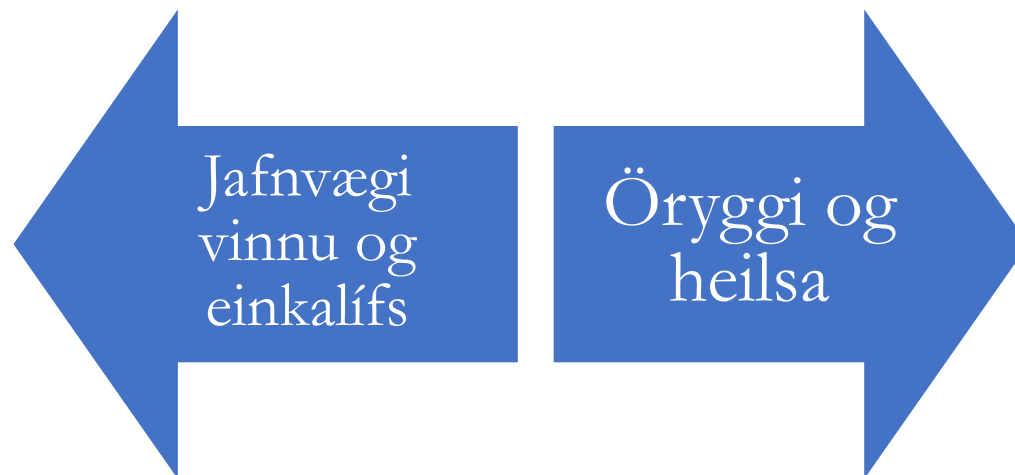 Jafnvægi
vinnu og
einkalífs
Öryggi og
heilsa